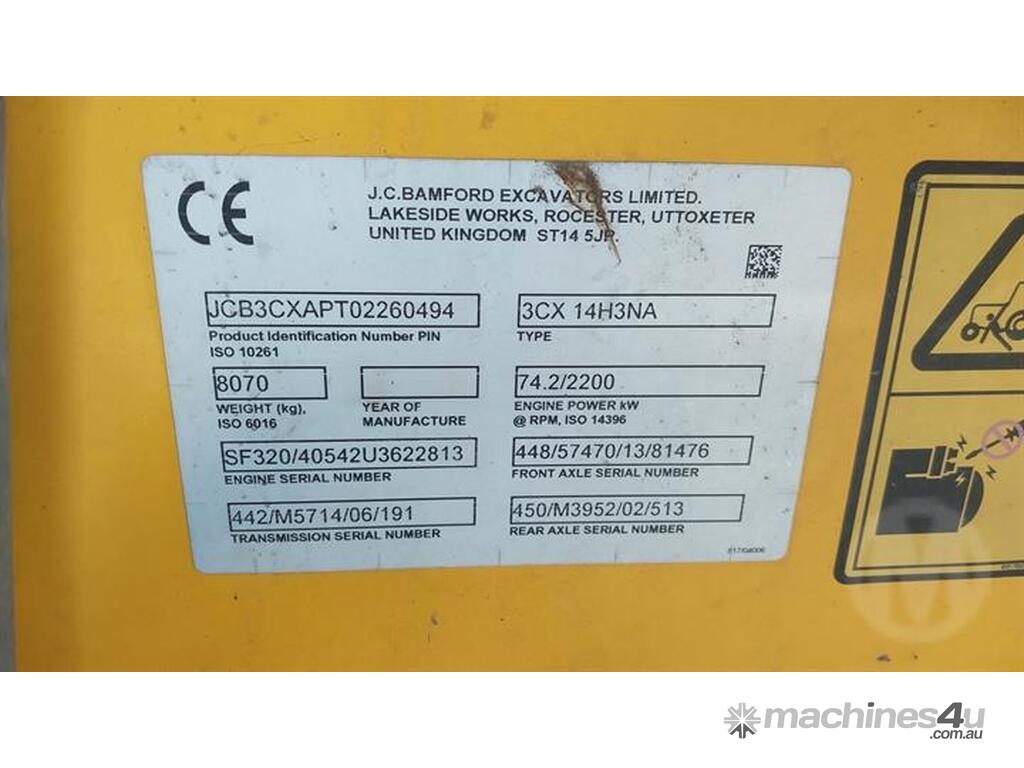 CE
J.C.BAMFORD EXCAVATORS LIMITED.
LAKESIDE WORKS, ROCESTER, UTTOXETER
UNITED KINGDOM ST14 5JP.
JCB3CXAPT02260494
Product Identification Number PIN
ISO 10261
3CX 14H3NA
TYPE
8070
WEIGHT (kg),
ISO 6016
YEAR OF
MANUFACTURE
74.2/2200
ENGINE POWER kW
@ RPM, ISO 14396
SF320/40542U3622813
ENGINE SERIAL NUMBER
448/57470/13/81476
FRONT AXLE SERIAL NUMBER
442/M5714/06/191
TRANSMISSION SERIAL NUMBER
450/M3952/02/513
REAR AXLE SERIAL NUMBER
817/04006
machines4u
.com.au